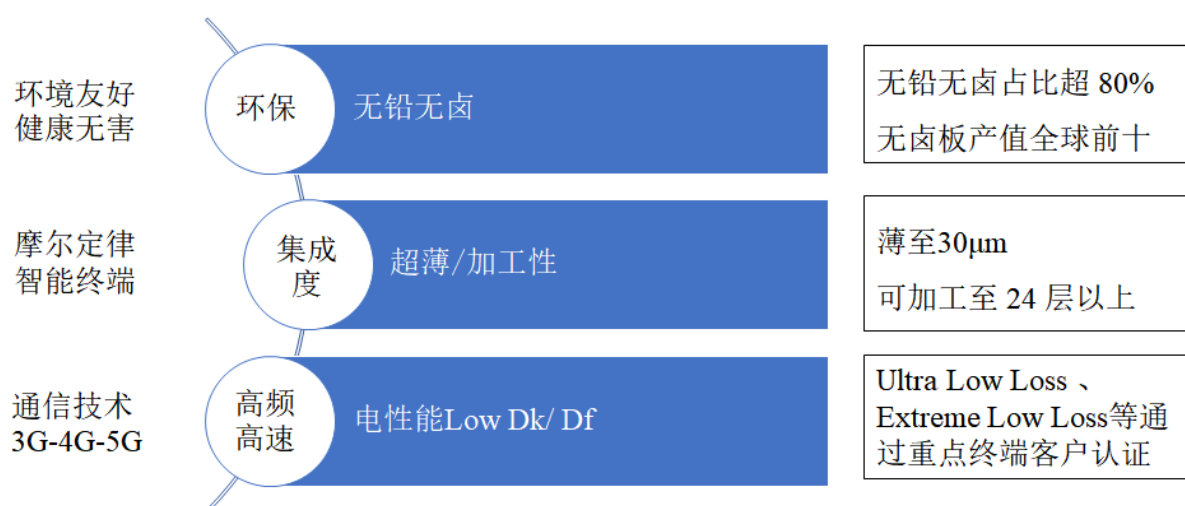 环境友好
健康无害
环保
无铅无卤
无铅无卤占比超 80%
无卤板产值全球前十
摩尔定律
智能终端
集成
度
超薄/加工性
薄至30μm
可加工至 24 层以上
通信技术
3G-4G-5G
高频
高速
电性能Low Dk/ Df
Ultra Low Loss 、
Extreme Low Loss等通
过重点终端客户认证